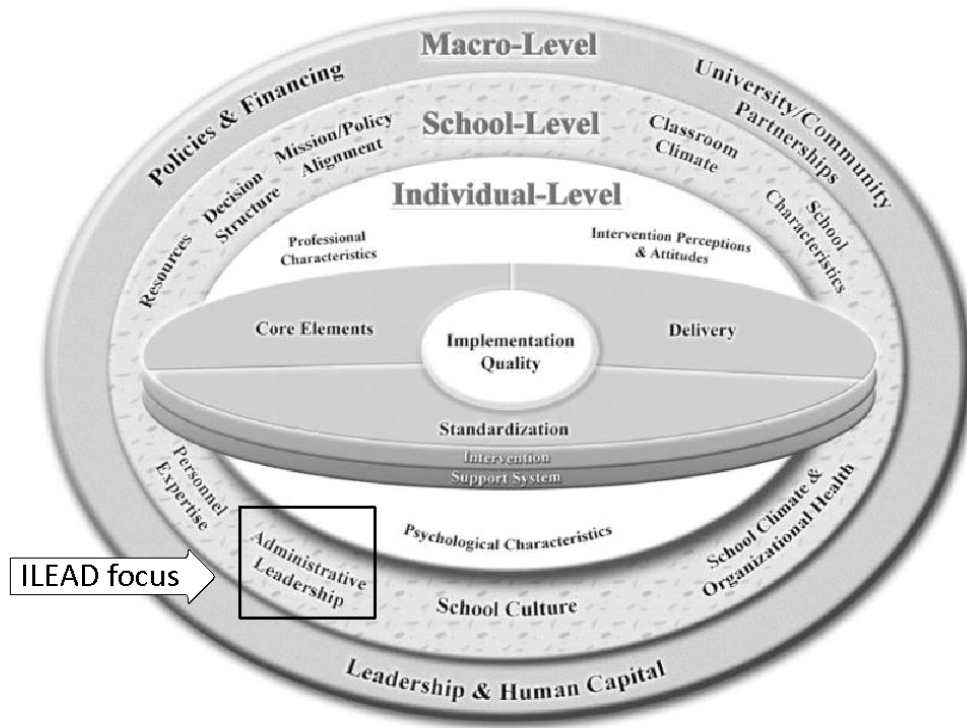 Macro-Level
Policies & Financing
University/Community
Partnerships
School-Level
Mission/Policy
Alignment
Classroom
Climate
Decision
Structure
School
Characteristics
Resources
Individual-Level
Professional
Characteristics
Intervention Perceptions
& Attitudes
Core Elements
Implementation
Quality
Delivery
Standardization
Intervention
Support System
Personnel
Expertise
Psychological Characteristics
School Climate &
Organizational Health
ILEAD focus
Administrative
Leadership
School Culture
Leadership & Human Capital